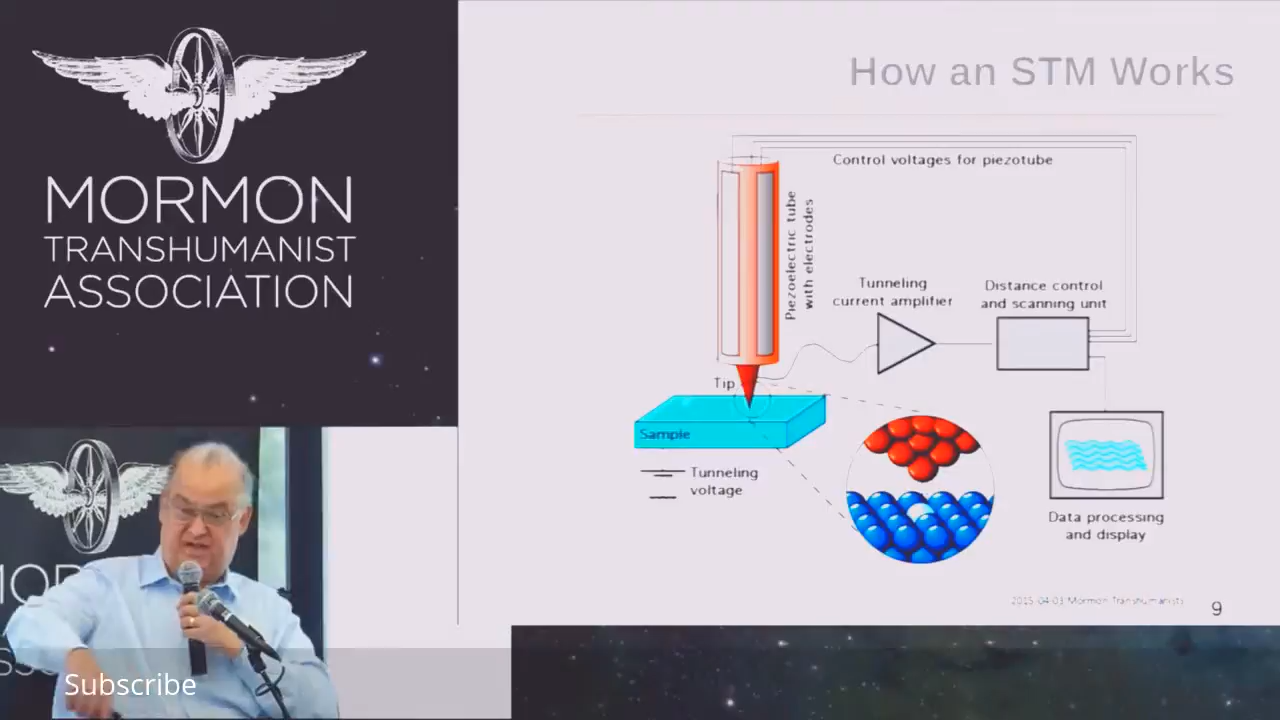 MORMON
TRANSHUMANIST
ASSOCIATION
How an STM Works
Control voltages for piezotube
Piezoelectric tube
with electrodes
Tunneling
current amplifier
Distance control
and scanning unit
Tip
Sample
Tunneling
voltage
Data processing
and display
2015-04-03 Mormon Transhumanists
9
Subscribe